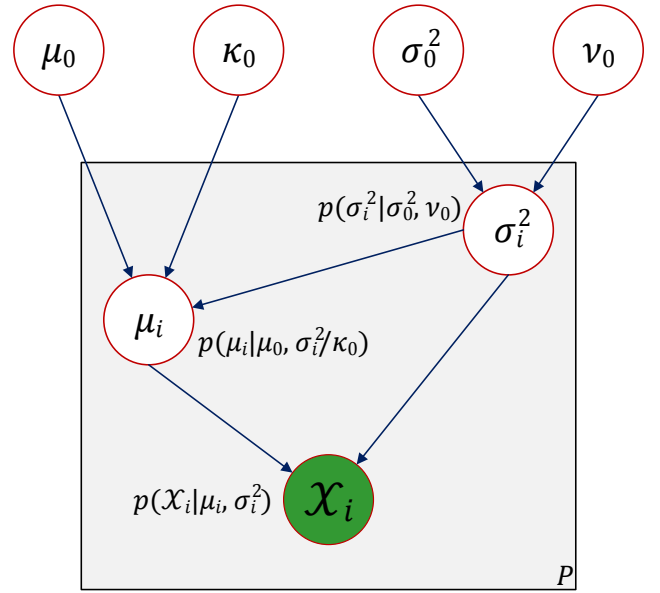 μ₀ κ₀ σ₀² ν₀
p(σᵢ²|σ₀², ν₀)
σᵢ²
μᵢ
p(μᵢ|μ₀, σᵢ²/κ₀)
p(𝒳ᵢ|μᵢ, σᵢ²)
𝒳ᵢ
P